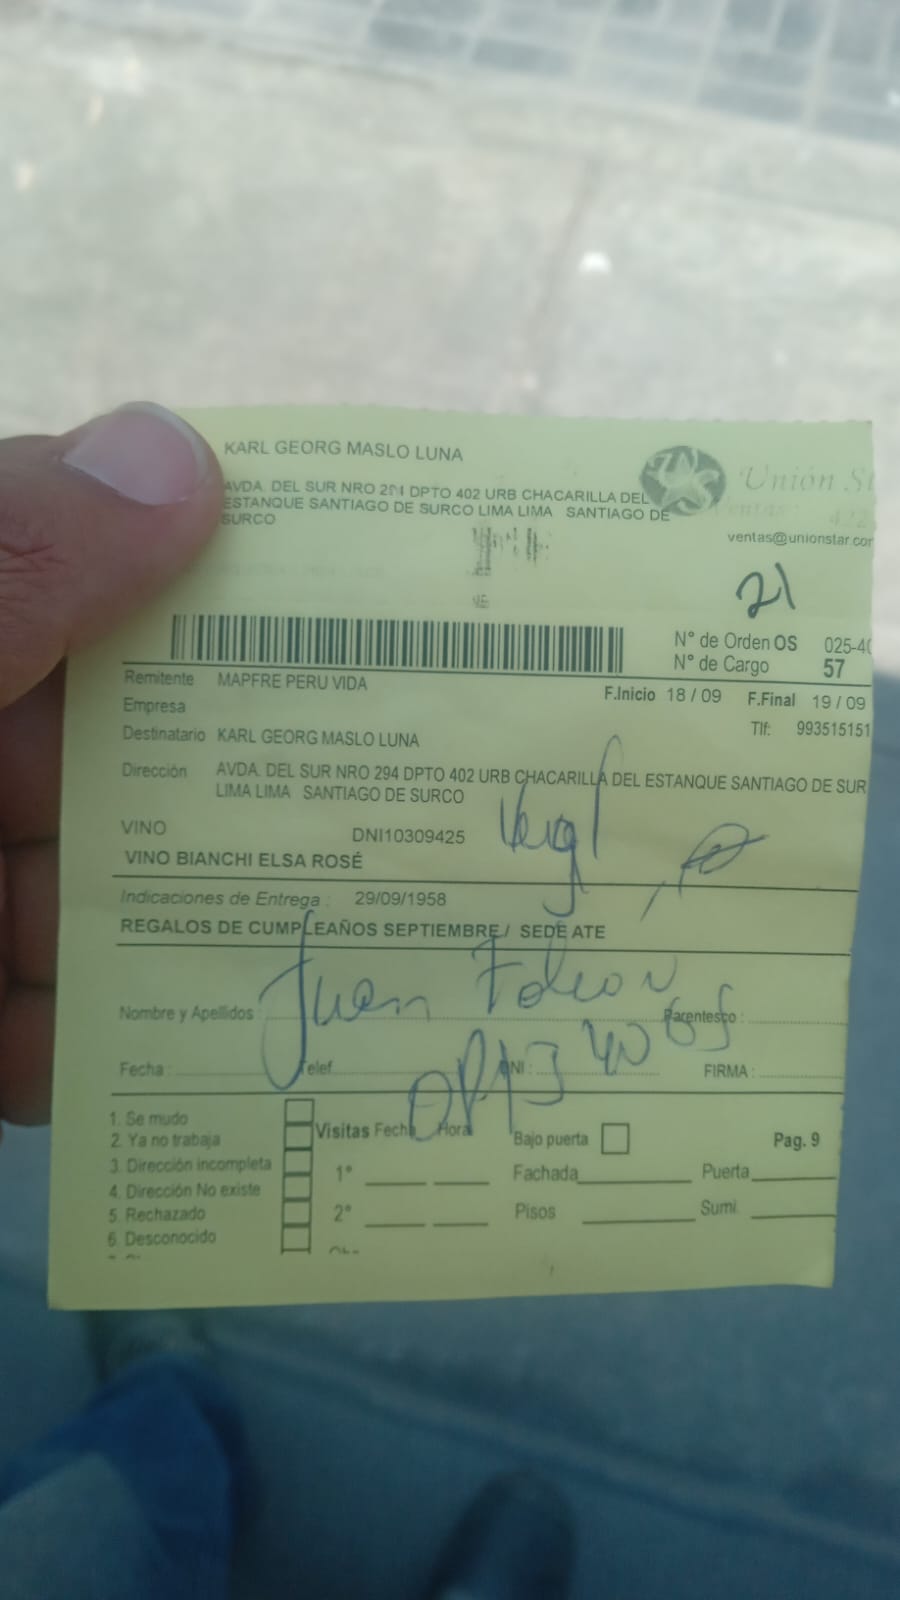 KARL GEORG MASLO LUNA
AVDA. DEL SUR NRO 294 DPTO 402 URB CHACARILLA DEL
ESTANQUE SANTIAGO DE SURCO LIMA LIMA SANTIAGO DE
SURCO
Unión St
Ventas:
ventas@unionstar.com
21
N° de Orden OS 025-40
N° de Cargo 57
Remitente MAPFRE PERU VIDA
F.Inicio 18 / 09 F.Final 19 / 09
Empresa
Tlf: 993515151
Destinatario KARL GEORG MASLO LUNA
Dirección AVDA. DEL SUR NRO 294 DPTO 402 URB CHACARILLA DEL ESTANQUE SANTIAGO DE SUR
LIMA LIMA SANTIAGO DE SURCO
VINO DNI10309425
VINO BIANCHI ELSA ROSÉ
Indicaciones de Entrega : 29/09/1958
REGALOS DE CUMPLEAÑOS SEPTIEMBRE / SEDE ATE
Juan
Nombre y Apellidos : Parentesco :
Fecha : Telef DNI : FIRMA :
1. Se mudo
2. Ya no trabaja
3. Dirección incompleta
4. Dirección No existe
5. Rechazado
6. Desconocido
Visitas Fecha Hora Bajo puerta Pag. 9
1° Fachada Puerta
2° Pisos Sumi.